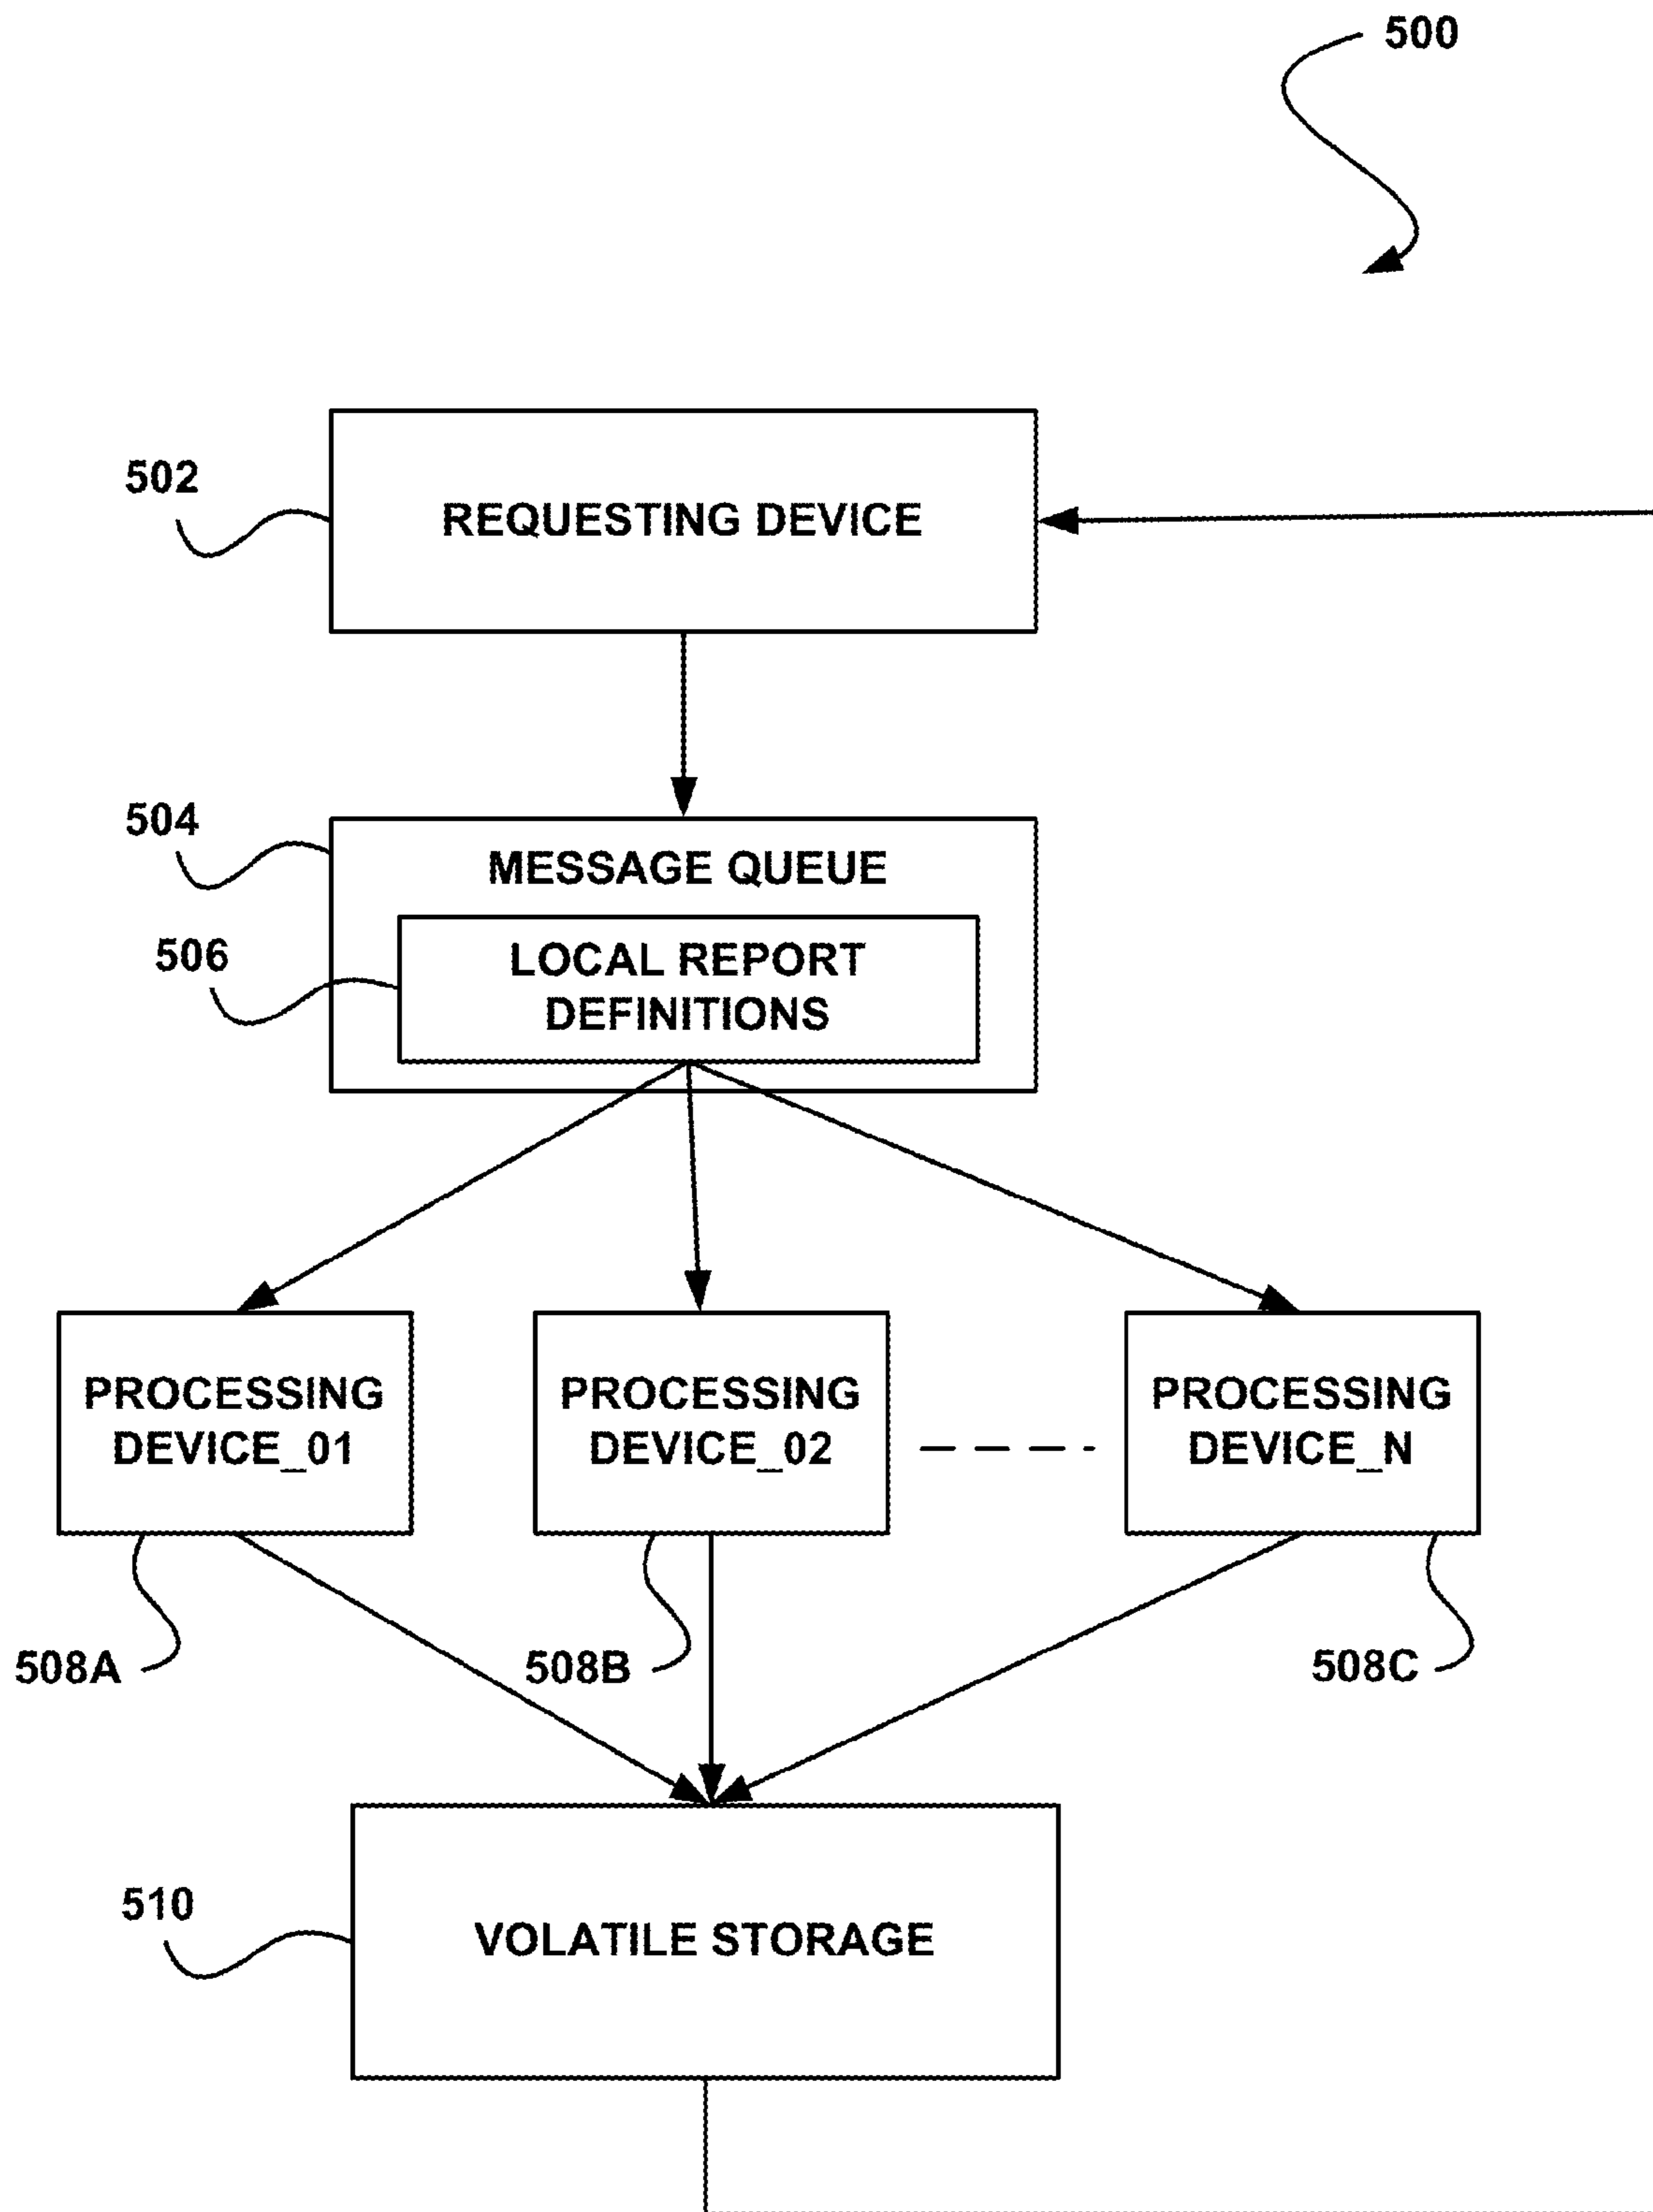 500
502
REQUESTING DEVICE
504
MESSAGE QUEUE
506
LOCAL REPORT
DEFINITIONS
PROCESSING
DEVICE_01
PROCESSING
DEVICE_02
PROCESSING
DEVICE_N
508A
508B
508C
510
VOLATILE STORAGE